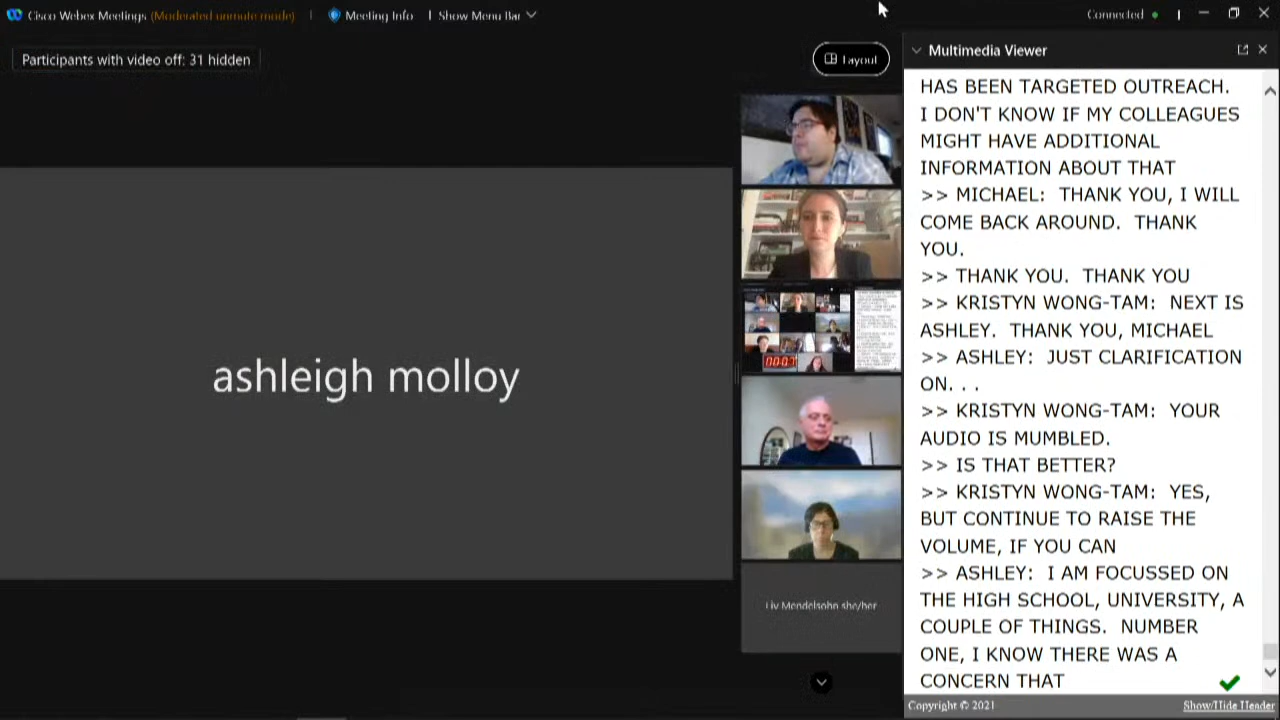 Cisco Webex Meetings (Moderated unmute mode)
Meeting Info
Show Menu Bar
Connected
Participants with video off: 31 hidden
Layout
ashleigh molloy
00:07
Liv Mendelsohn she/her
Multimedia Viewer
HAS BEEN TARGETED OUTREACH.
I DON'T KNOW IF MY COLLEAGUES
MIGHT HAVE ADDITIONAL
INFORMATION ABOUT THAT
>> MICHAEL: THANK YOU, I WILL
COME BACK AROUND. THANK
YOU.
>> THANK YOU. THANK YOU
>> KRISTYN WONG-TAM: NEXT IS
ASHLEY. THANK YOU, MICHAEL
>> ASHLEY: JUST CLARIFICATION
ON. . .
>> KRISTYN WONG-TAM: YOUR
AUDIO IS MUMBLED.
>> IS THAT BETTER?
>> KRISTYN WONG-TAM: YES,
BUT CONTINUE TO RAISE THE
VOLUME, IF YOU CAN
>> ASHLEY: I AM FOCUSSED ON
THE HIGH SCHOOL, UNIVERSITY, A
COUPLE OF THINGS. NUMBER
ONE, I KNOW THERE WAS A
CONCERN THAT
Copyright © 2021
Show/Hide Header